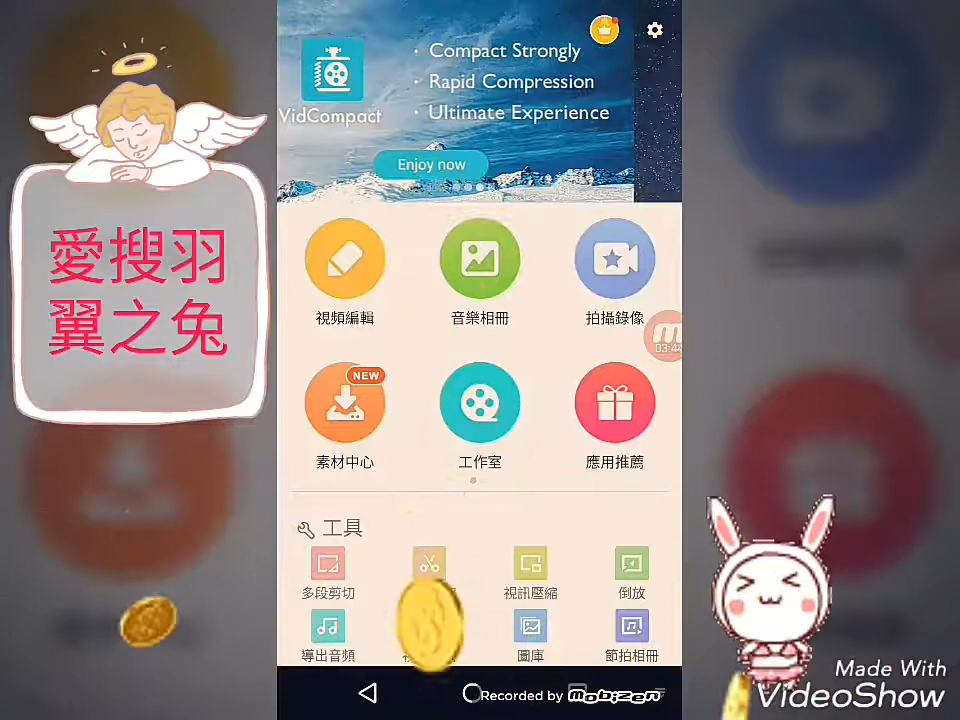 VidCompact
· Compact Strongly
· Rapid Compression
· Ultimate Experience
Enjoy now
愛搜羽
翼之兔
視頻編輯
音樂相冊
拍攝錄像
03:44
NEW
素材中心
工作室
應用推薦
工具
多段剪切
視訊壓縮
倒放
導出音頻
圖庫
節拍相冊
Recorded by mobizen
Made With
VideoShow